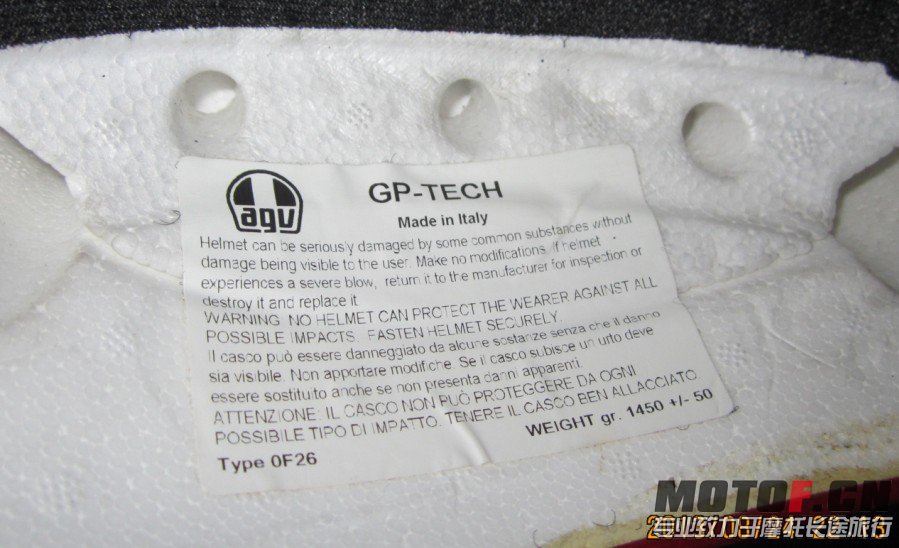 agv
GP-TECH
Made in Italy
Helmet can be seriously damaged by some common substances without
damage being visible to the user. Make no modifications. If helmet
experiences a severe blow, return it to the manufacturer for inspection or
destroy it and replace it
WARNING NO HELMET CAN PROTECT THE WEARER AGAINST ALL
POSSIBLE IMPACTS. FASTEN HELMET SECURELY.
Il casco può essere danneggiato da alcune sostanze senza che il danno
sia visibile. Non apportare modifiche. Se il casco subisce un urto deve
essere sostituito anche se non presenta danni apparenti.
ATTENZIONE: IL CASCO NON PUÒ PROTEGGERE DA OGNI
POSSIBILE TIPO DI IMPATTO. TENERE IL CASCO BEN ALLACCIATO
Type 0F26
WEIGHT gr. 1450 +/- 50
MOTOF.CN
专业致力于摩托长途旅行